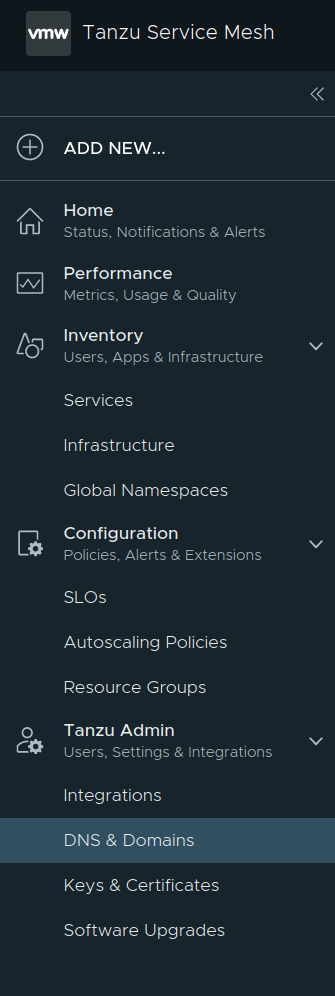 vmw Tanzu Service Mesh
ADD NEW...
Home
Status, Notifications & Alerts
Performance
Metrics, Usage & Quality
Inventory
Users, Apps & Infrastructure
Services
Infrastructure
Global Namespaces
Configuration
Policies, Alerts & Extensions
SLOs
Autoscaling Policies
Resource Groups
Tanzu Admin
Users, Settings & Integrations
Integrations
DNS & Domains
Keys & Certificates
Software Upgrades